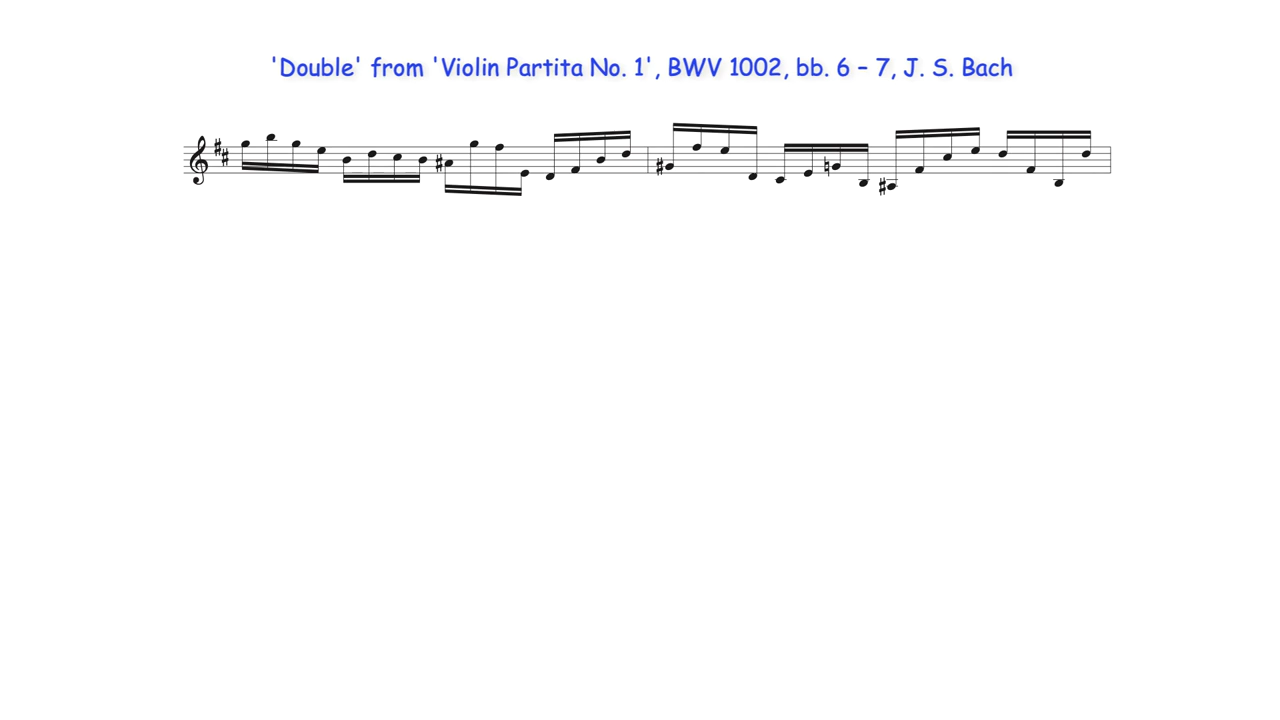 'Double' from 'Violin Partita No. 1', BWV 1002, bb. 6 – 7, J. S. Bach